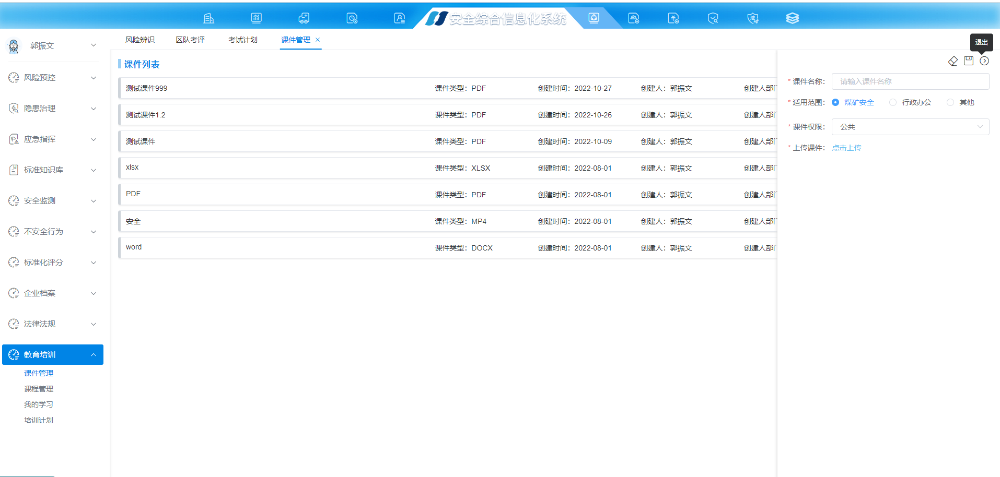 安全综合信息化系统
郭振文
风险辨识
区队考评
考试计划
课件管理
退出
风险预控
隐患治理
应急指挥
标准知识库
安全监测
不安全行为
标准化评分
企业档案
法律法规
教育培训
课件管理
课程管理
我的学习
培训计划
课件列表
测试课件999 课件类型：PDF 创建时间：2022-10-27 创建人：郭振文 创建人部门
测试课件1.2 课件类型：PDF 创建时间：2022-10-26 创建人：郭振文 创建人部门
测试课件 课件类型：PDF 创建时间：2022-10-09 创建人：郭振文 创建人部门
xlsx 课件类型：XLSX 创建时间：2022-08-01 创建人：郭振文 创建人部门
PDF 课件类型：PDF 创建时间：2022-08-01 创建人：郭振文 创建人部门
安全 课件类型：MP4 创建时间：2022-08-01 创建人：郭振文 创建人部门
word 课件类型：DOCX 创建时间：2022-08-01 创建人：郭振文 创建人部门
* 课件名称： 请输入课件名称
* 适用范围： 煤矿安全 行政办公 其他
* 课件权限： 公共
* 上传课件： 点击上传